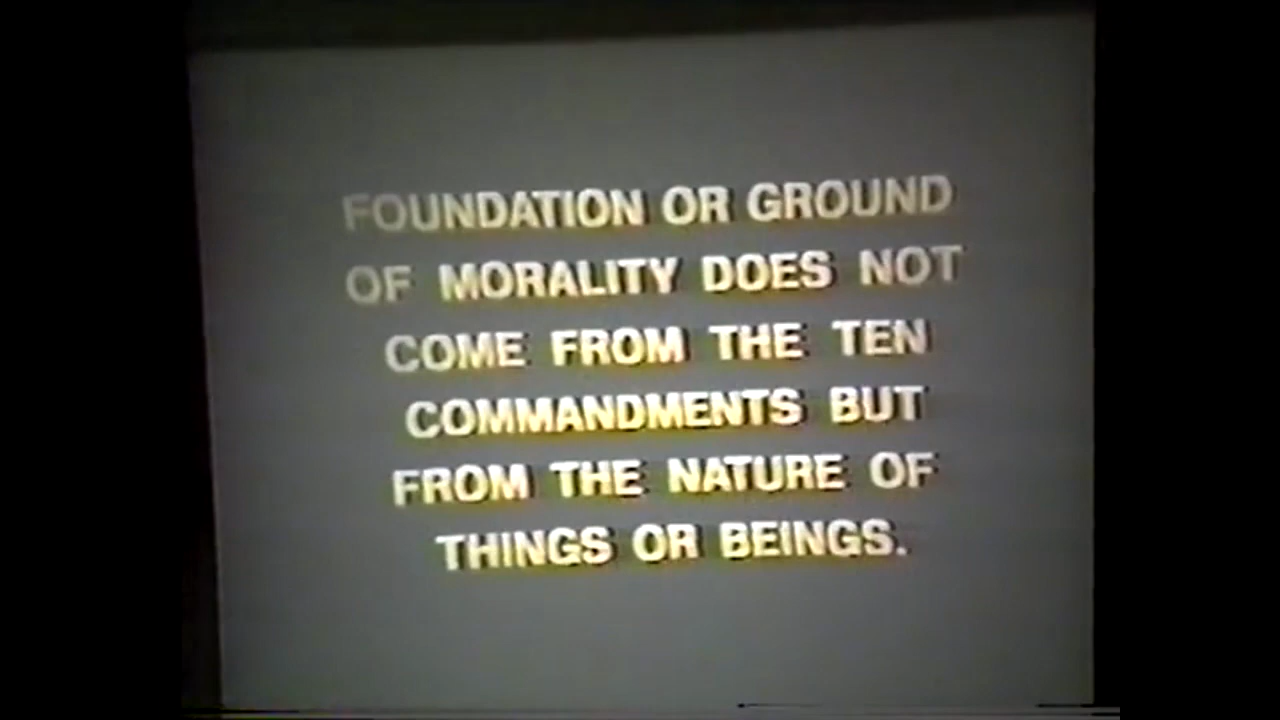 FOUNDATION OR GROUND
OF MORALITY DOES NOT
COME FROM THE TEN
COMMANDMENTS BUT
FROM THE NATURE OF
THINGS OR BEINGS.